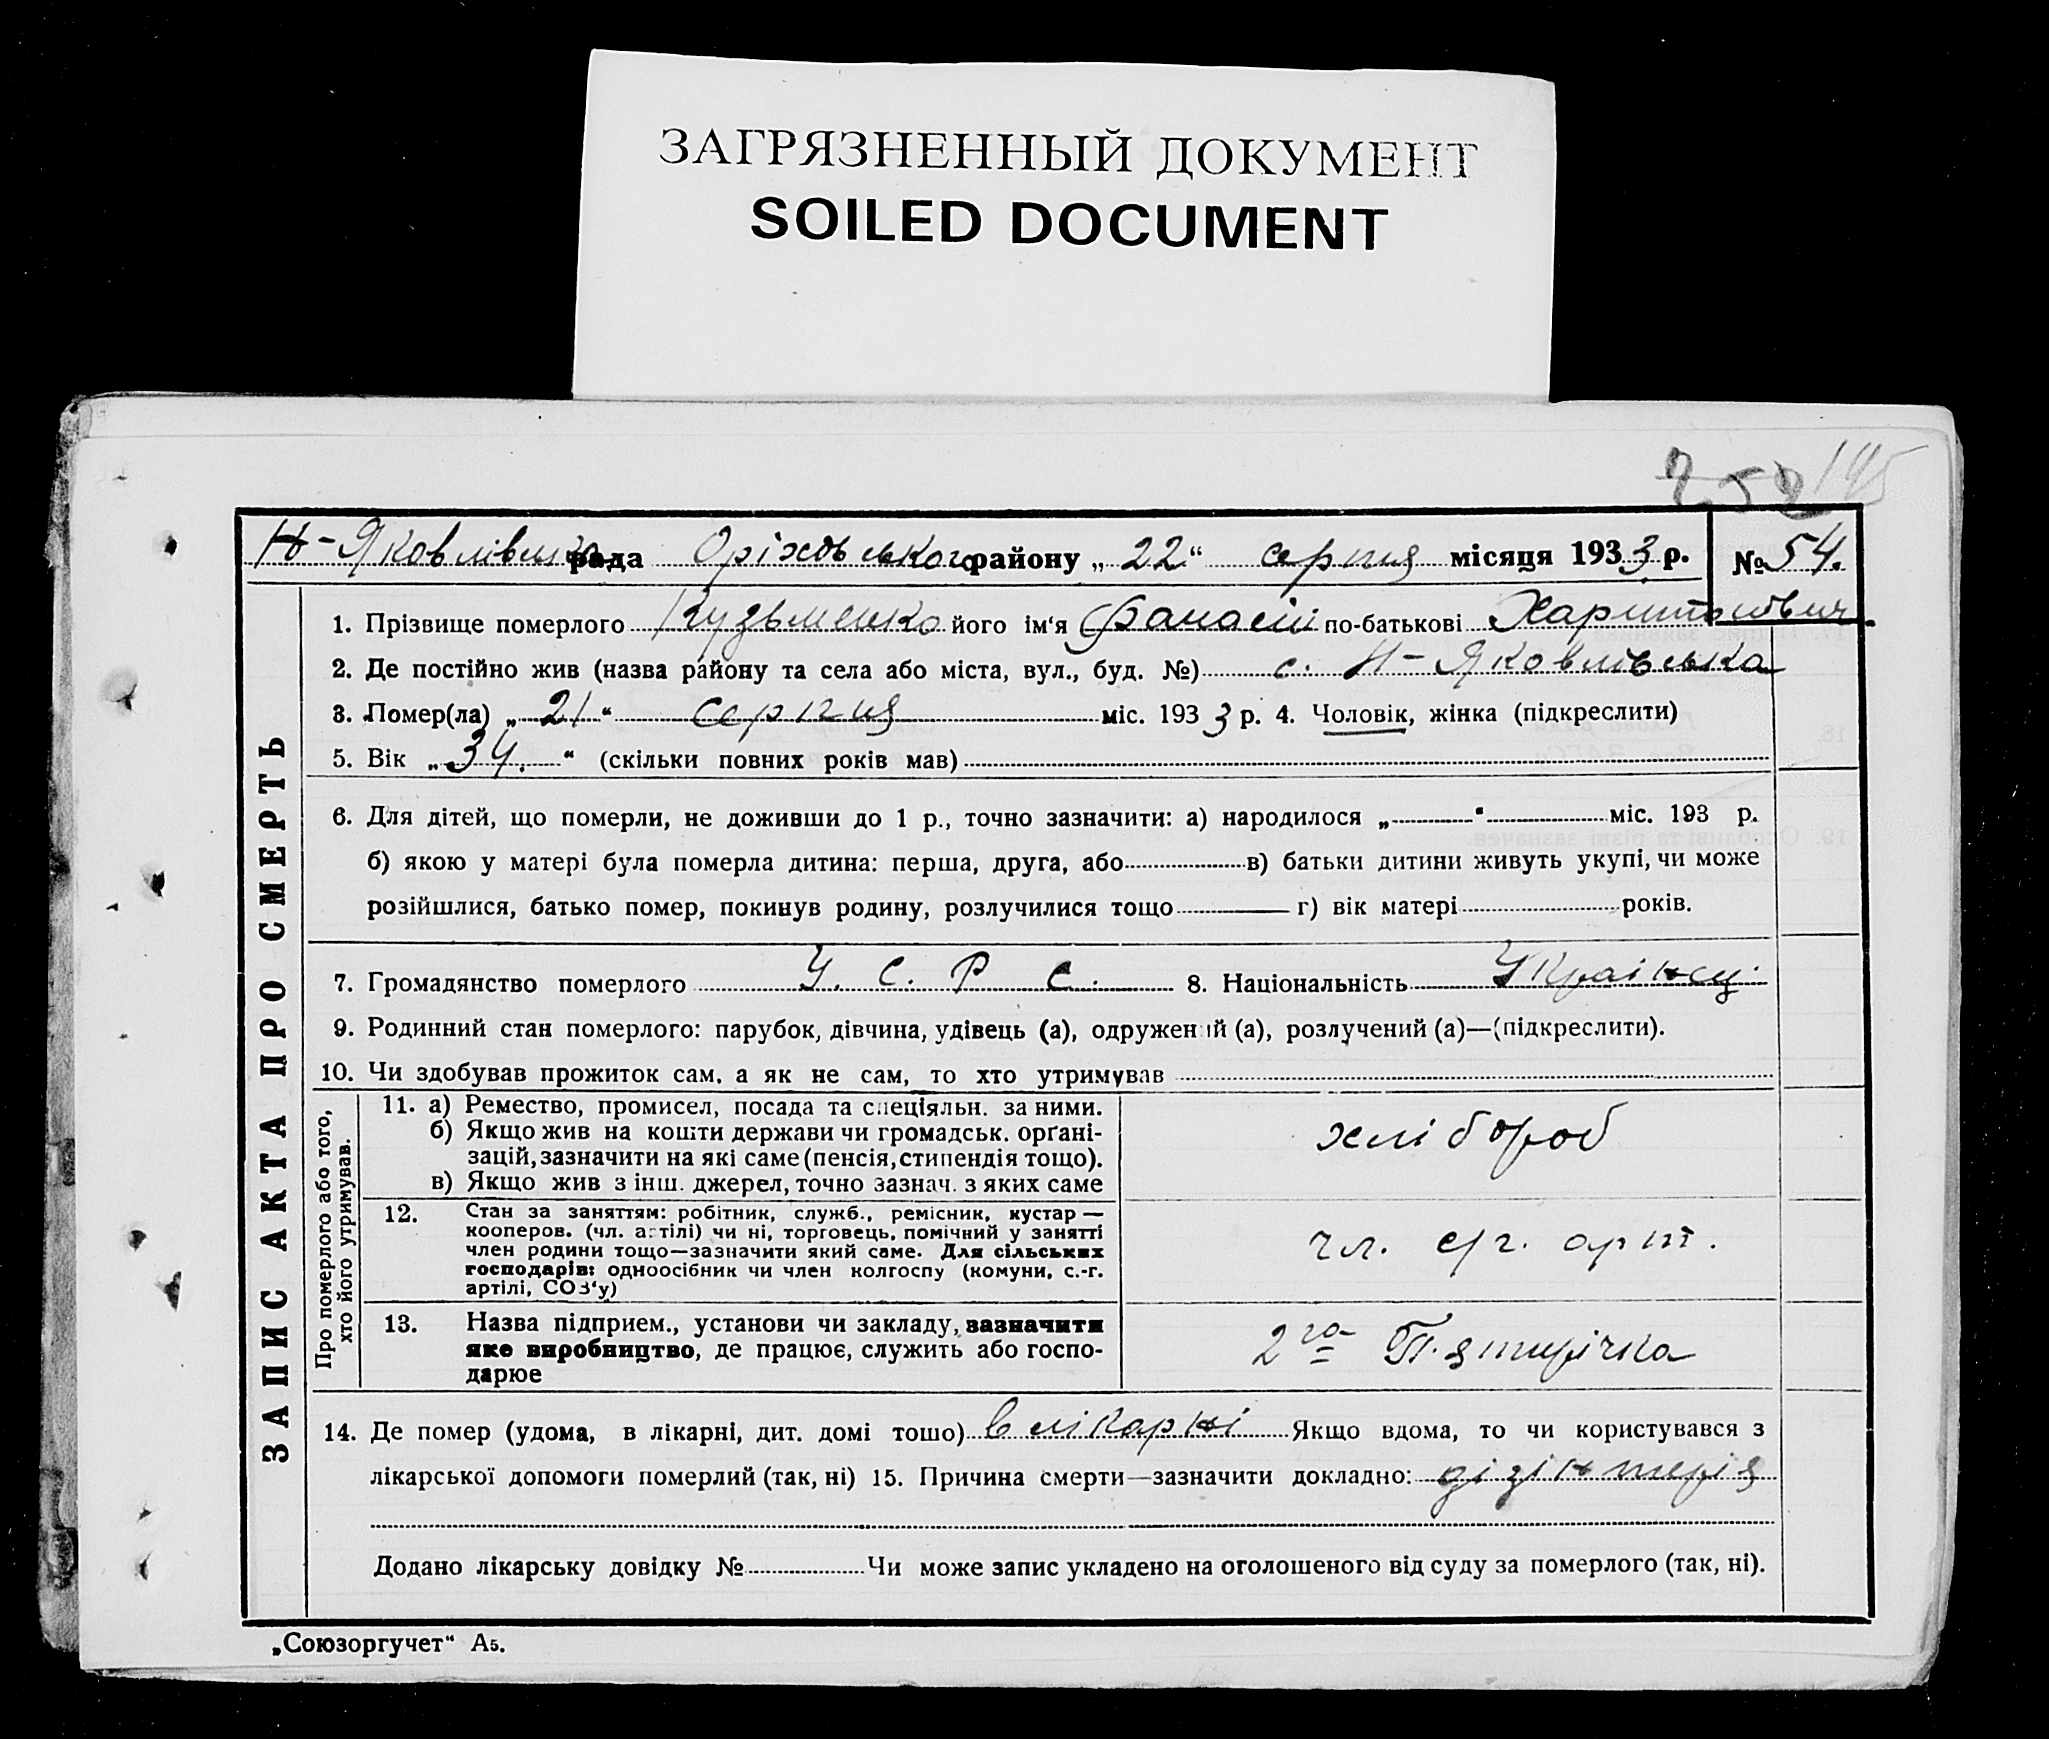 ЗАГРЯЗНЕННЫЙ ДОКУМЕНТ
SOILED DOCUMENT
145
Н-Яковлівська рада Оріхівського району „22“ серпня місяця 1933 р. № 54.
ЗАПИС АКТА ПРО СМЕРТЬ
1. Прізвище померлого Кузьменко його ім'я Фанасій по-батькові Харитонович
2. Де постійно жив (назва району та села або міста, вул., буд. №) с. Н-Яковлівська
3. Помер(ла) „21“ серпня міс. 1933 р. 4. Чоловік, жінка (підкреслити)
5. Вік „34.“ (скільки повних років мав)
6. Для дітей, що померли, не доживши до 1 р., точно зазначити: а) народилося „ “ міс. 193 р.
б) якою у матері була померла дитина: перша, друга, або в) батьки дитини живуть укупі, чи може
розійшлися, батько помер, покинув родину, розлучилися тощо г) вік матері років.
7. Громадянство померлого У. С. Р. С. 8. Національність Українец.
9. Родинний стан померлого: парубок, дівчина, удівець (а), одружений (а), розлучений (а)—(підкреслити).
10. Чи здобував прожиток сам, а як не сам, то хто утримував
Про померлого або того, хто його утримував.
11. а) Ремество, промисел, посада та спеціяльн. за ними.
б) Якщо жив на кошти держави чи громадськ. орґані-
зацій, зазначити на які саме (пенсія, стипендія тощо).
в) Якщо жив з інш. джерел, точно зазнач. з яких саме
хлібороб
12. Стан за заняттям: робітник, служб., ремісник, кустар—
кооперов. (чл. артілі) чи ні, торговець, помічний у занятті
член родини тощо—зазначити який саме. Для сільських
господарів: одноосібник чи член колгоспу (комуни, с.-г.
артілі, СОЗ'у)
чл. с/г. арт.
13. Назва підприєм., установи чи закладу, зазначити
яке виробництво, де працює, служить або госпо-
дарює
2га П'ятирічка
14. Де помер (удома, в лікарні, дит. домі тощо) в лікарні Якщо вдома, то чи користувався з
лікарської допомоги померлий (так, ні) 15. Причина смерти—зазначити докладно: дізінтерія
Додано лікарську довідку № Чи може запис укладено на оголошеного від суду за померлого (так, ні).
„Союзоргучет“ А5.